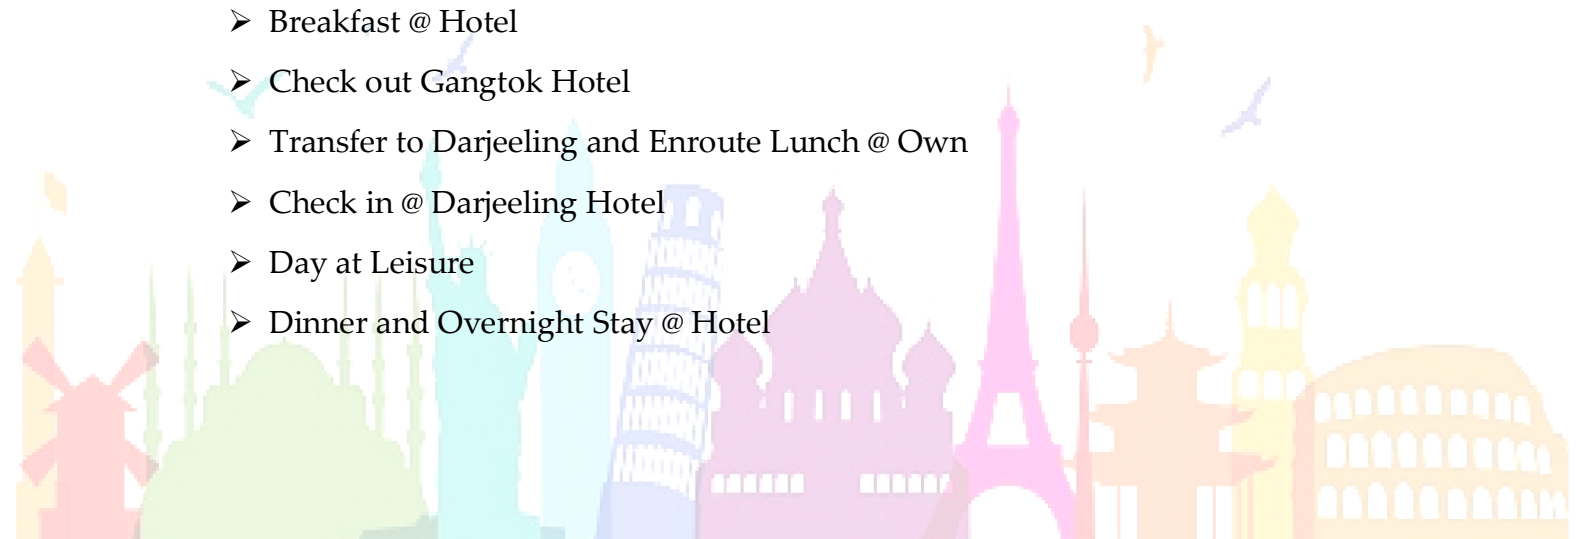 ➢ Breakfast @ Hotel
➢ Check out Gangtok Hotel
➢ Transfer to Darjeeling and Enroute Lunch @ Own
➢ Check in @ Darjeeling Hotel
➢ Day at Leisure
➢ Dinner and Overnight Stay @ Hotel